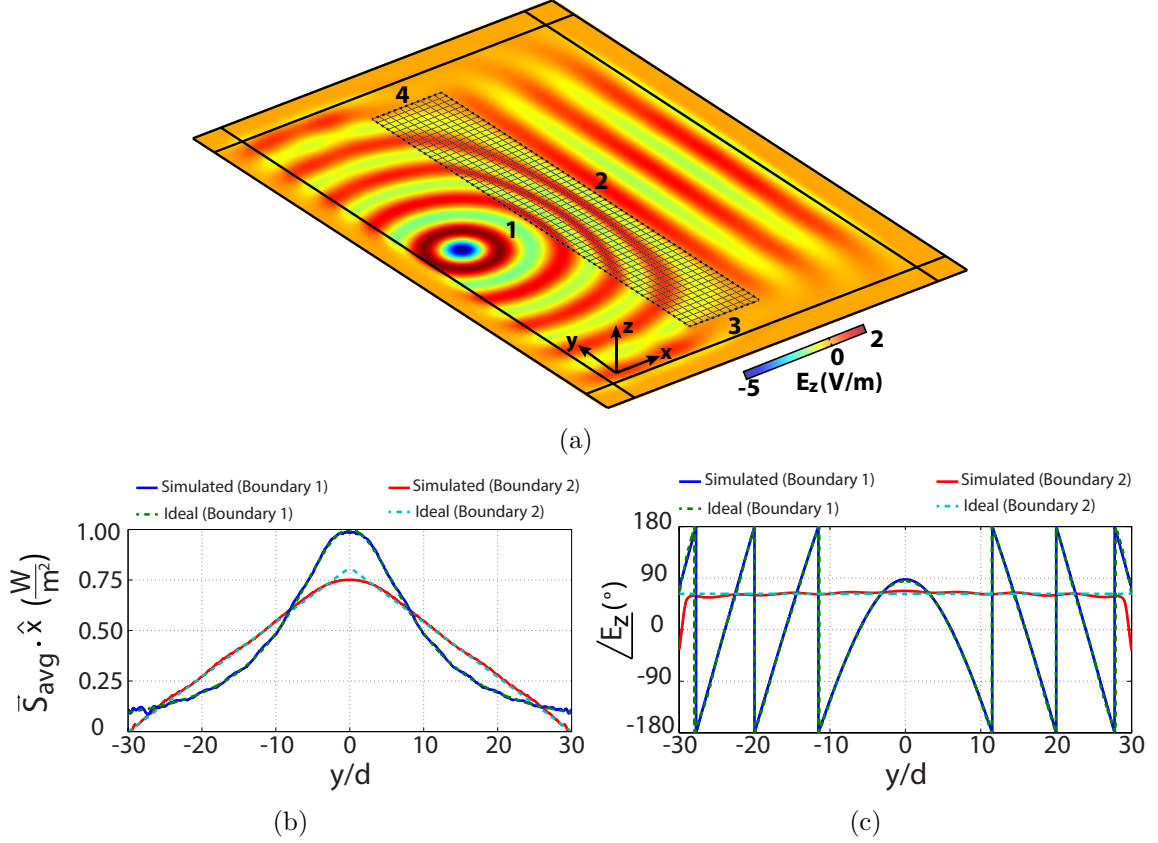 4
2
1
3
z
y
x
2
0
-5
E_z (V/m)
(a)
Simulated (Boundary 1) Simulated (Boundary 2)
Ideal (Boundary 1) Ideal (Boundary 2)
1.00
0.75
0.50
0.25
0
S⃗_avg · x̂ (W/m²)
-30 -20 -10 0 10 20 30
y/d
(b)
Simulated (Boundary 1) Simulated (Boundary 2)
Ideal (Boundary 1) Ideal (Boundary 2)
180
90
0
-90
-180
∠E_z (°)
-30 -20 -10 0 10 20 30
y/d
(c)